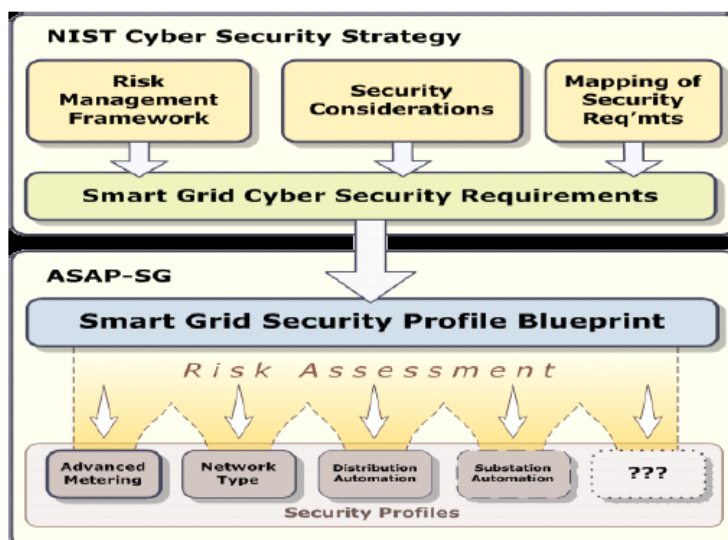 NIST Cyber Security Strategy
Risk
Management
Framework
Security
Considerations
Mapping of
Security
Req'mts
Smart Grid Cyber Security Requirements
ASAP-SG
Smart Grid Security Profile Blueprint
Risk Assessment
Advanced
Metering
Network
Type
Distribution
Automation
Substation
Automation
???
Security Profiles